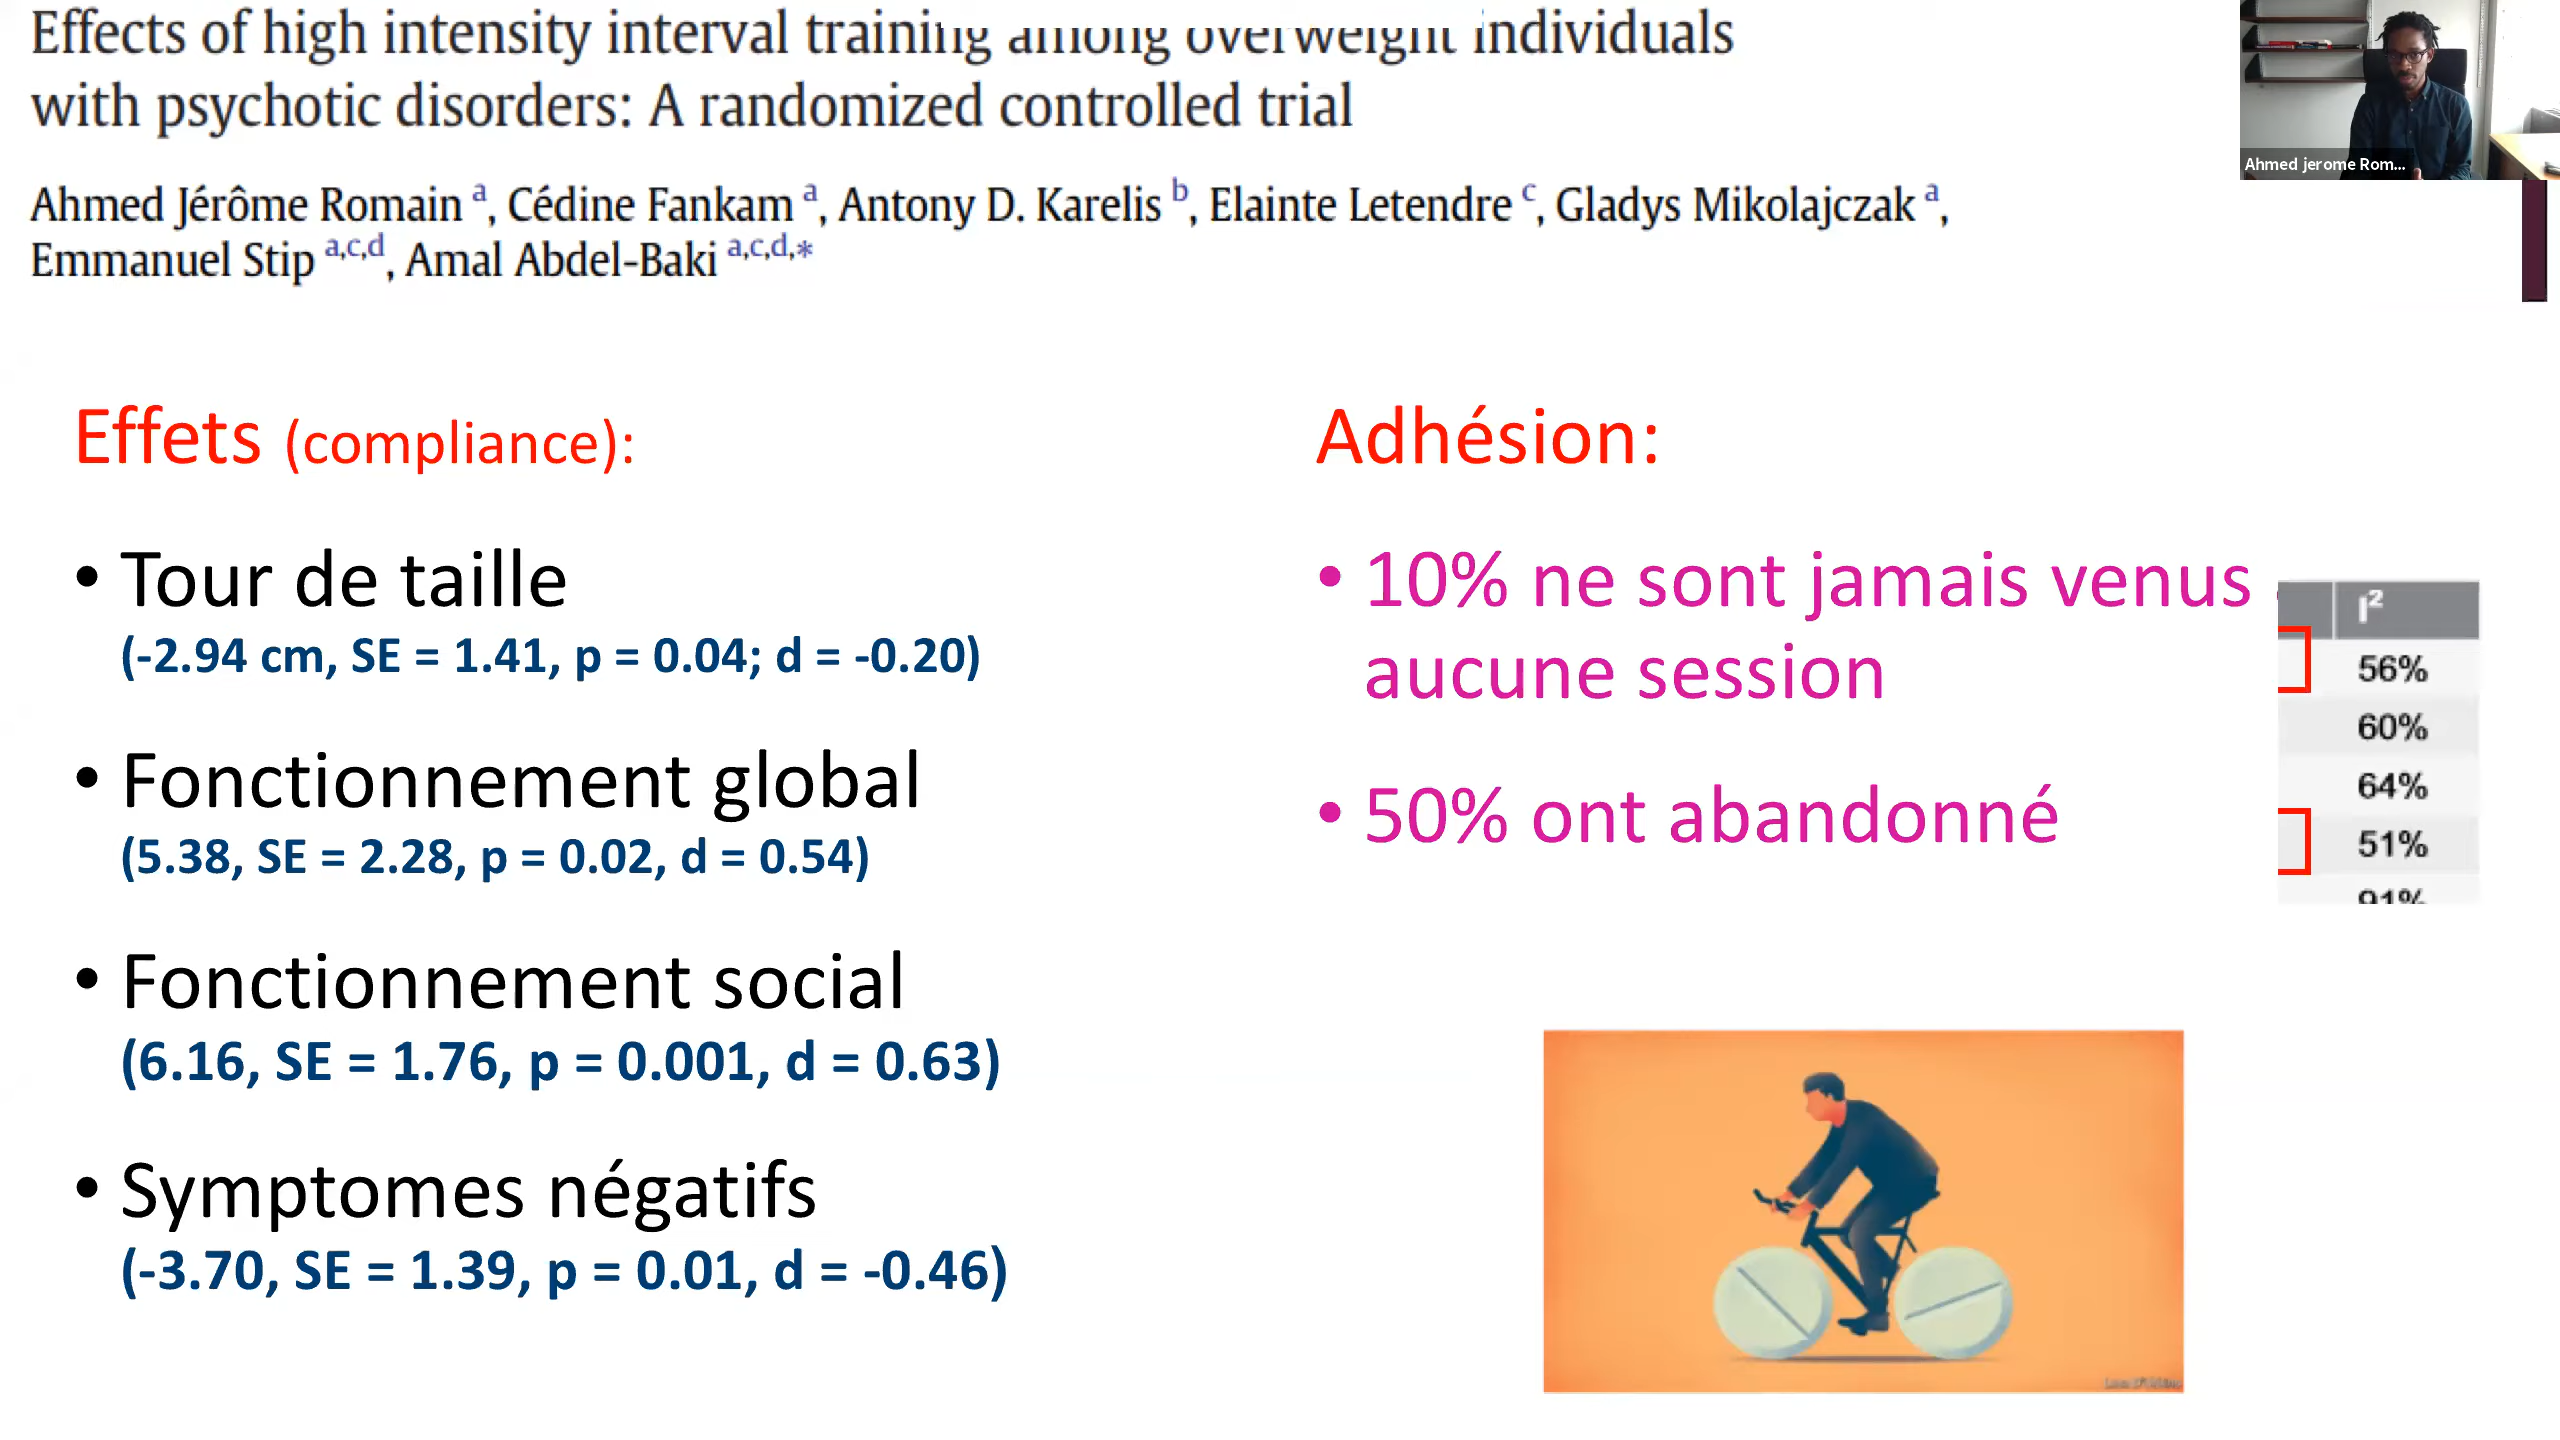 Effects of high intensity interval training among overweight individuals
with psychotic disorders: A randomized controlled trial
Ahmed Jérôme Romain a, Cédine Fankam a, Antony D. Karelis b, Elainte Letendre c, Gladys Mikolajczak a,
Emmanuel Stip a,c,d, Amal Abdel-Baki a,c,d,*
Ahmed jerome Rom...
Effets (compliance):
• Tour de taille
(-2.94 cm, SE = 1.41, p = 0.04; d = -0.20)
• Fonctionnement global
(5.38, SE = 2.28, p = 0.02, d = 0.54)
• Fonctionnement social
(6.16, SE = 1.76, p = 0.001, d = 0.63)
• Symptomes négatifs
(-3.70, SE = 1.39, p = 0.01, d = -0.46)
Adhésion:
• 10% ne sont jamais venus
aucune session
• 50% ont abandonné
I²
56%
60%
64%
51%
91%